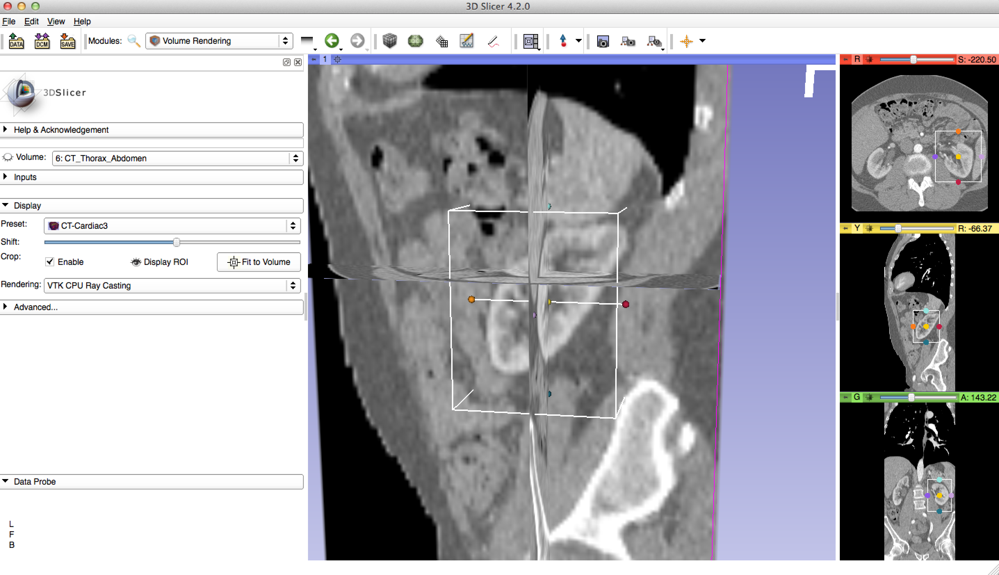 3D Slicer 4.2.0
File Edit View Help
DATA DCM SAVE Modules: Volume Rendering
1
R S: -220.50
3DSlicer
Help & Acknowledgement
Volume: 6: CT_Thorax_Abdomen
Inputs
Display
Preset: CT-Cardiac3
Shift:
Crop: Enable Display ROI Fit to Volume
Rendering: VTK CPU Ray Casting
Advanced...
Y R: -66.37
G A: 143.22
Data Probe
L
F
B